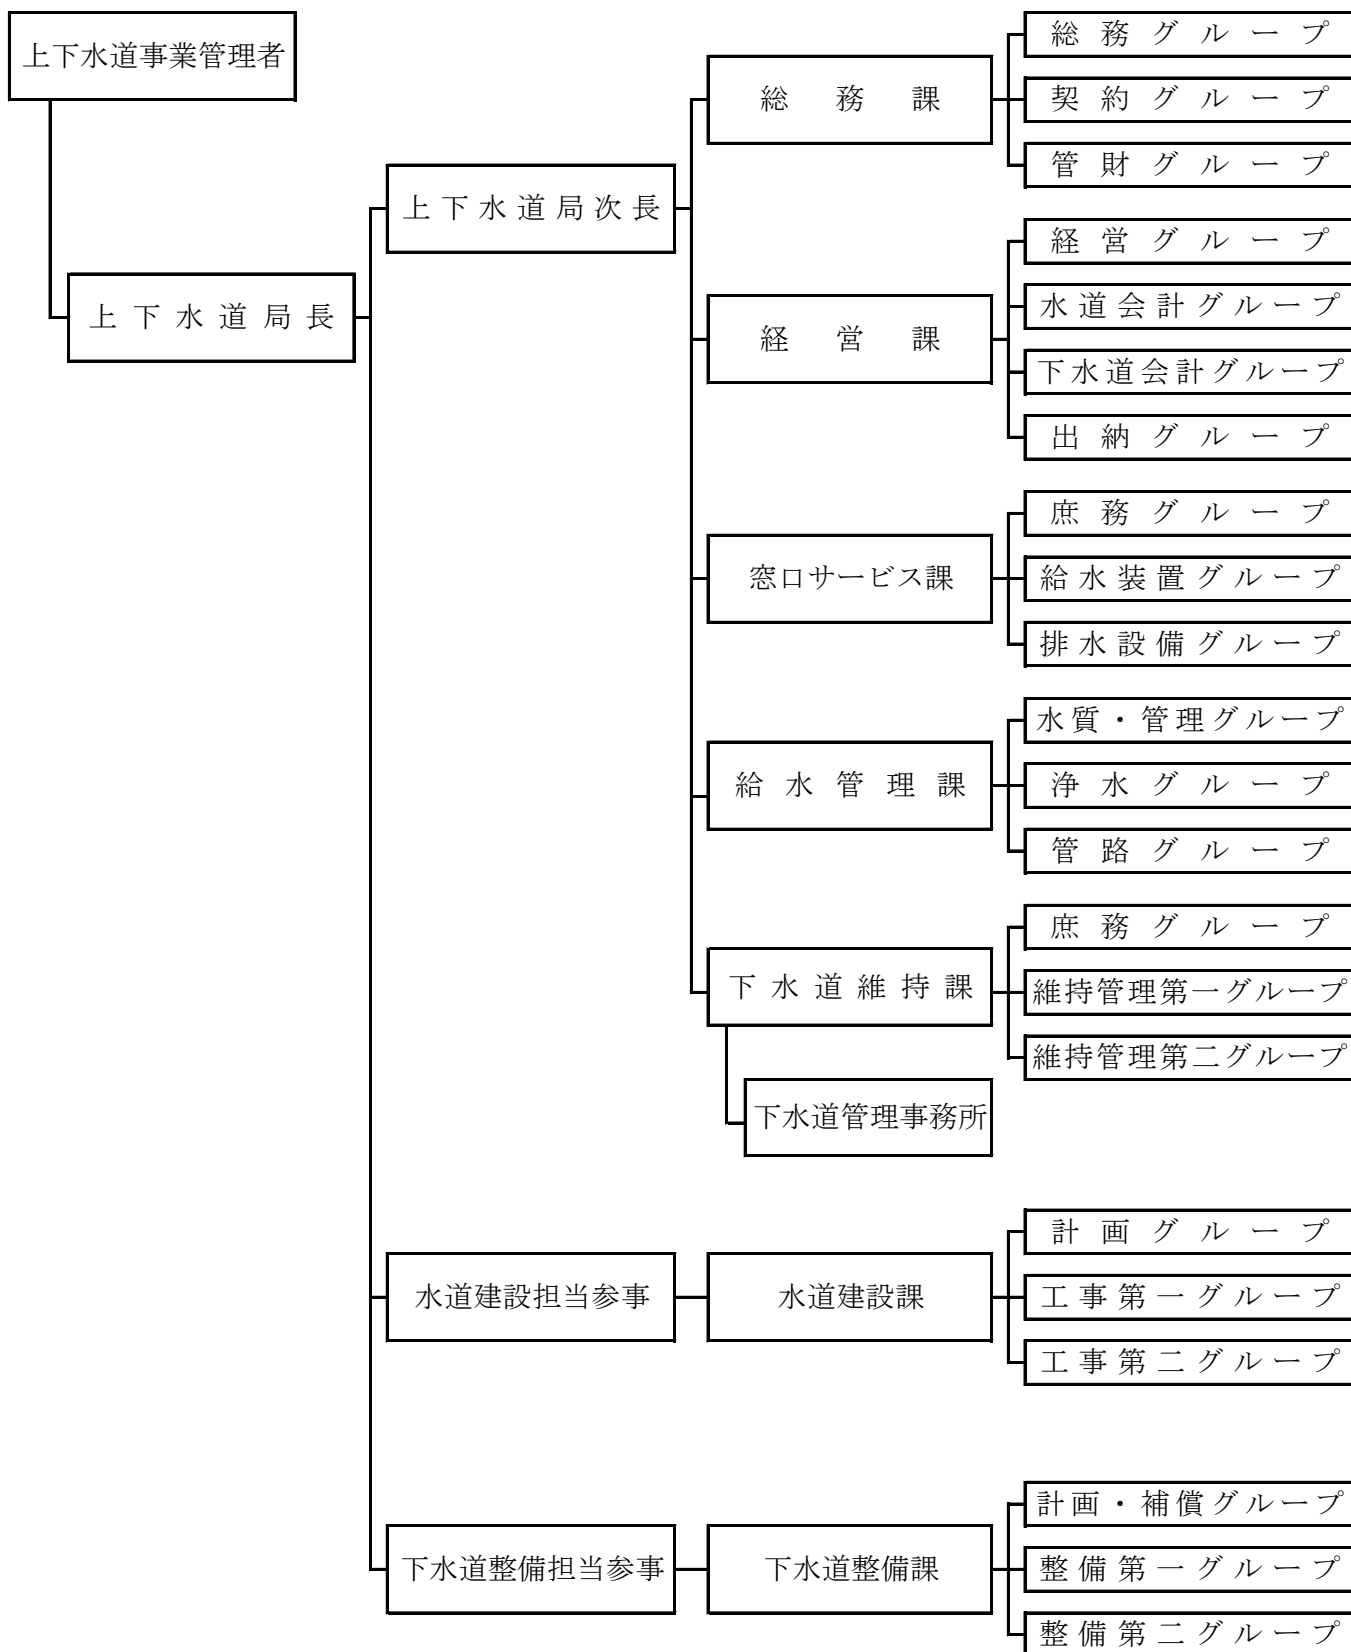 上下水道事業管理者
上下水道局長
上下水道局次長
総務課
総務グループ
契約グループ
管財グループ
経営課
経営グループ
水道会計グループ
下水道会計グループ
出納グループ
窓口サービス課
庶務グループ
給水装置グループ
排水設備グループ
給水管理課
水質・管理グループ
浄水グループ
管路グループ
下水道維持課
庶務グループ
維持管理第一グループ
維持管理第二グループ
下水道管理事務所
水道建設担当参事
水道建設課
計画グループ
工事第一グループ
工事第二グループ
下水道整備担当参事
下水道整備課
計画・補償グループ
整備第一グループ
整備第二グループ